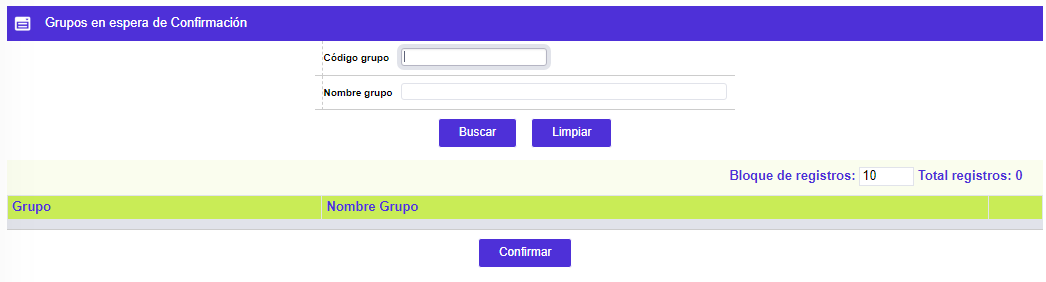 Grupos en espera de Confirmación
Código grupo
Nombre grupo
Buscar Limpiar
Bloque de registros: 10 Total registros: 0
Grupo Nombre Grupo
Confirmar